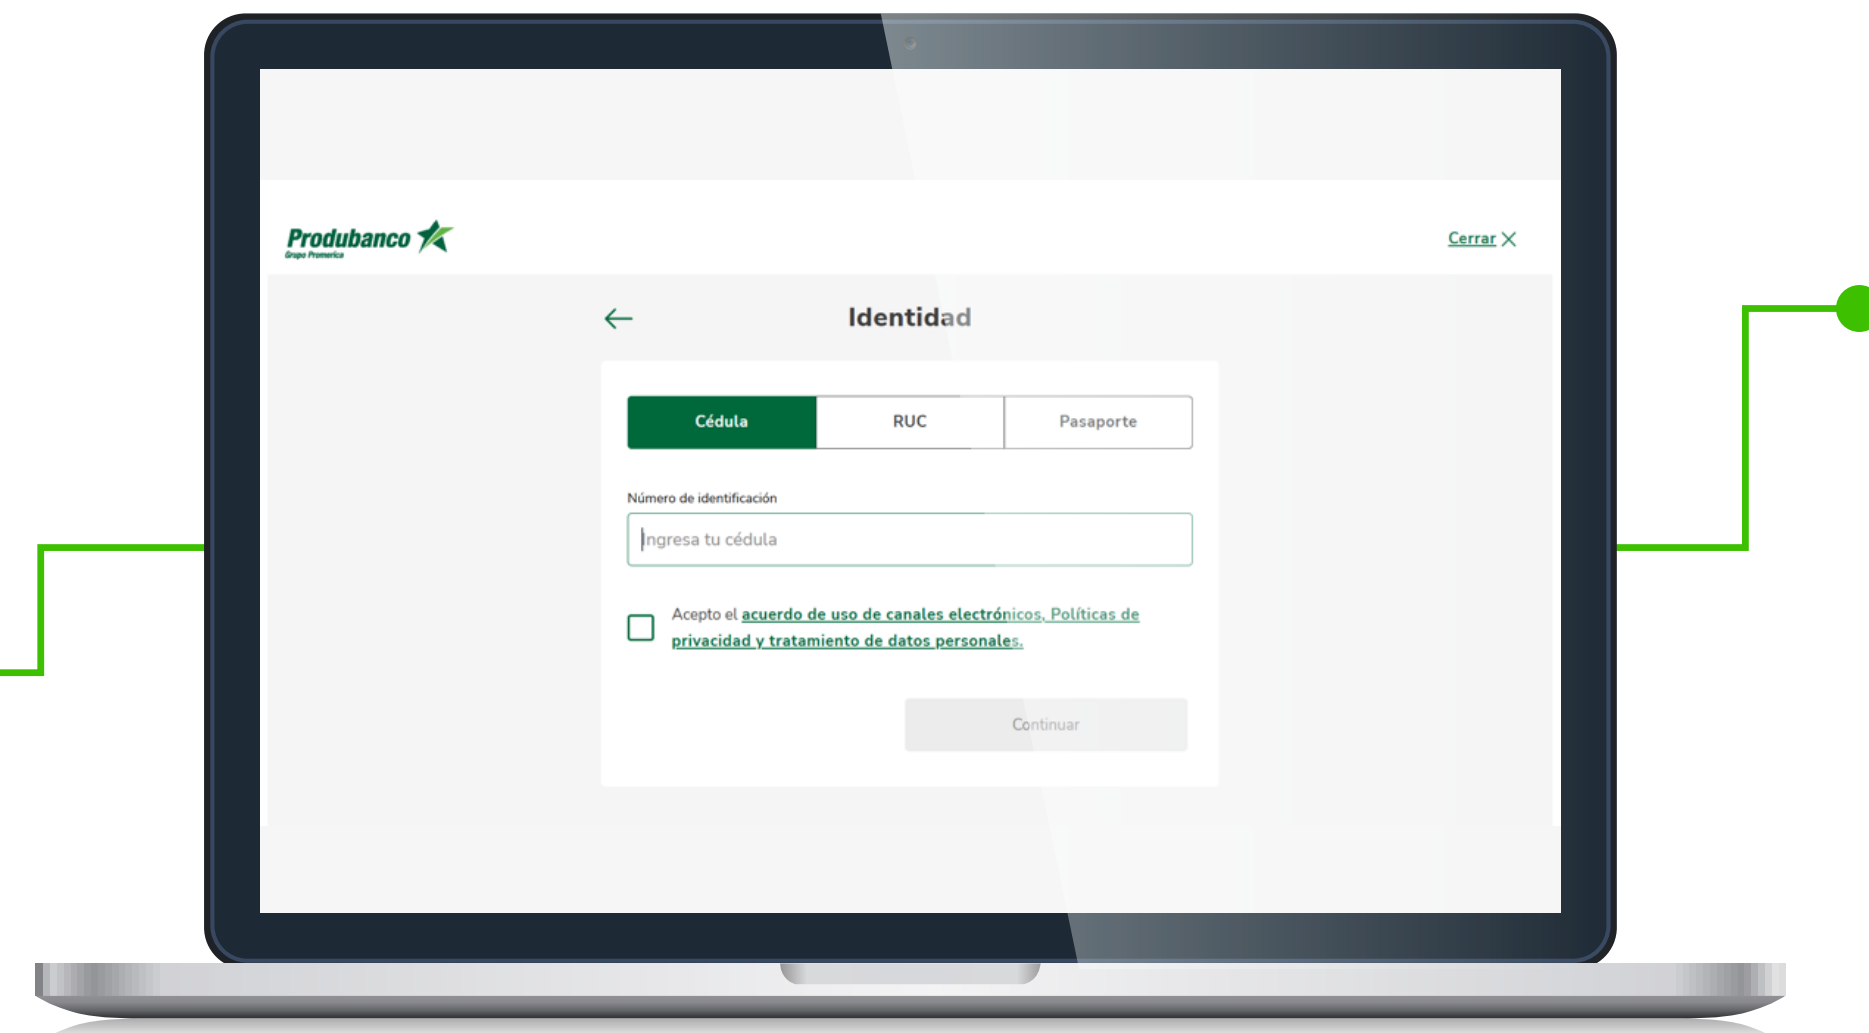 Produbanco
Grupo Promerica
Cerrar
Identidad
Cédula
RUC
Pasaporte
Número de identificación
Ingresa tu cédula
Acepto el acuerdo de uso de canales electrónicos, Políticas de
privacidad y tratamiento de datos personales.
Continuar